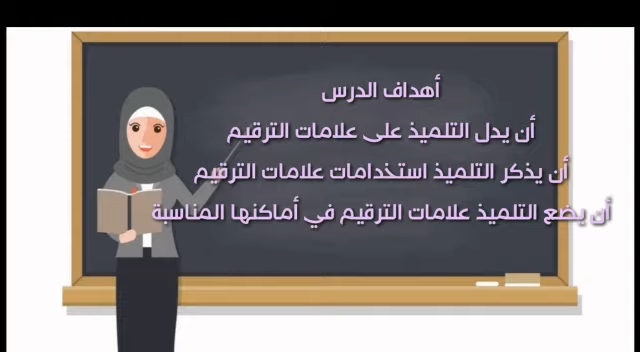 أهداف الدرس
أن يدل التلميذ على علامات الترقيم
أن يذكر التلميذ استخدامات علامات الترقيم
أن يضع التلميذ علامات الترقيم في أماكنها المناسبة